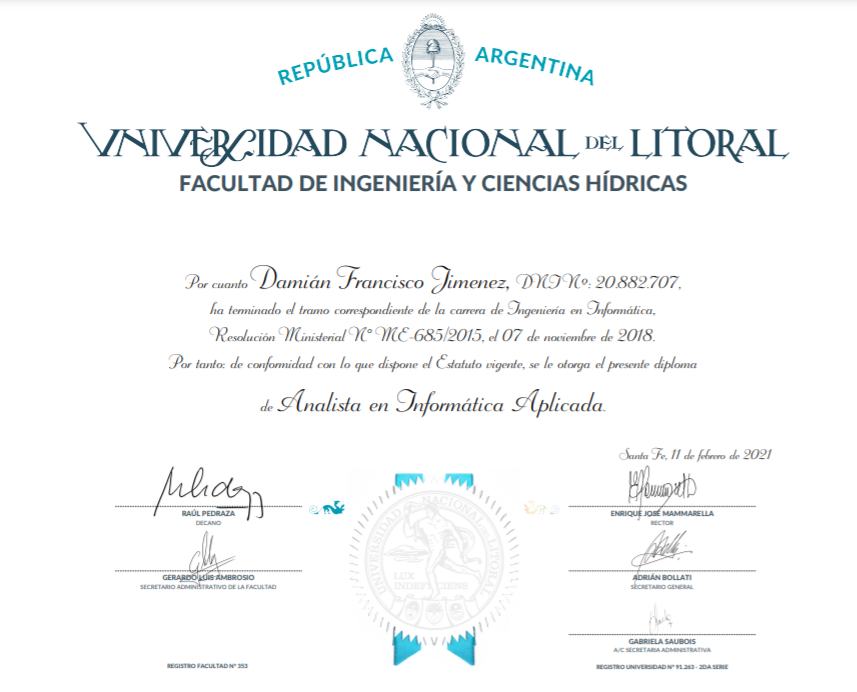 REPÚBLICA ARGENTINA
UNIVERSIDAD NACIONAL DEL LITORAL
FACULTAD DE INGENIERÍA Y CIENCIAS HÍDRICAS
Por cuanto Damián Francisco Jimenez, DNI Nº: 20.882.707,
ha terminado el tramo correspondiente de la carrera de Ingeniería en Informática,
Resolución Ministerial N° ME-685/2015, el 07 de noviembre de 2018.
Por tanto: de conformidad con lo que dispone el Estatuto vigente, se le otorga el presente diploma
de Analista en Informática Aplicada.
Santa Fe, 11 de febrero de 2021
RAÚL PEDRAZA
DECANO
ENRIQUE JOSÉ MAMMARELLA
RECTOR
GERARDO LUIS AMBROSIO
SECRETARIO ADMINISTRATIVO DE LA FACULTAD
ADRIÁN BOLLATI
SECRETARIO GENERAL
UNIVERSIDAD NACIONAL DEL LITORAL
LUX INDEFICIENS
GABRIELA SAUBOIS
A/C SECRETARIA ADMINISTRATIVA
REGISTRO FACULTAD N° 353
REGISTRO UNIVERSIDAD N° 91.263 - 2DA SERIE